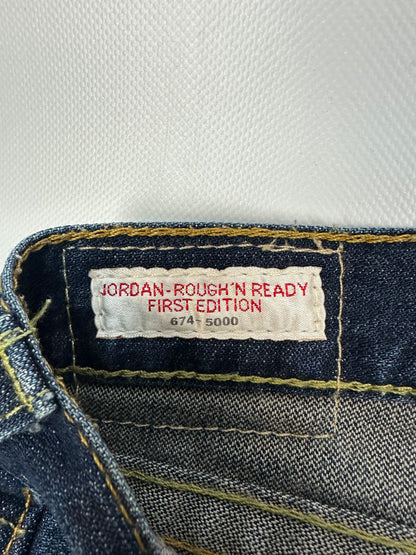 JORDAN-ROUGH'N READY
FIRST EDITION
674-5000